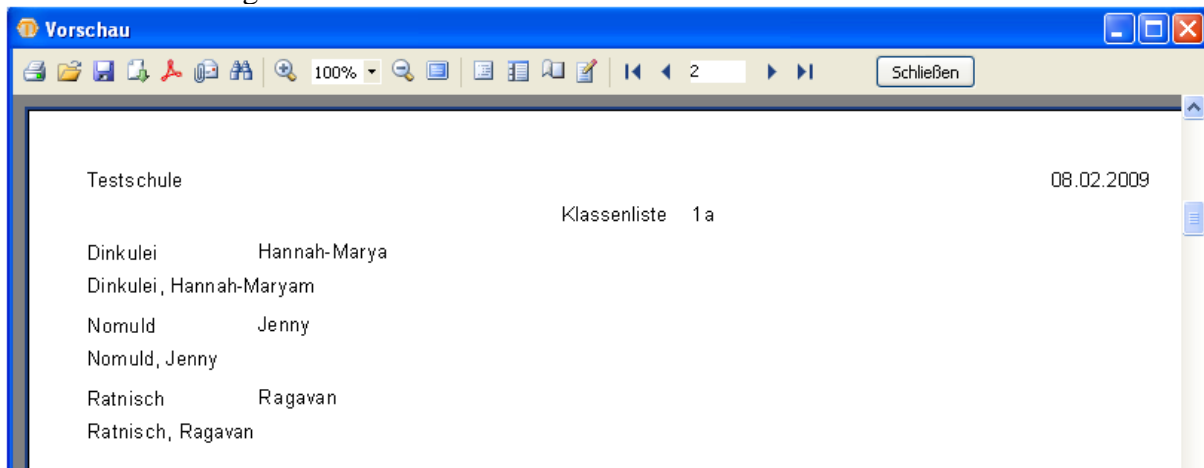 Vorschau
100% 2 Schließen
Testschule 08.02.2009
Klassenliste 1a
Dinkulei Hannah-Marya
Dinkulei, Hannah-Maryam
Nomuld Jenny
Nomuld, Jenny
Ratnisch Ragavan
Ratnisch, Ragavan